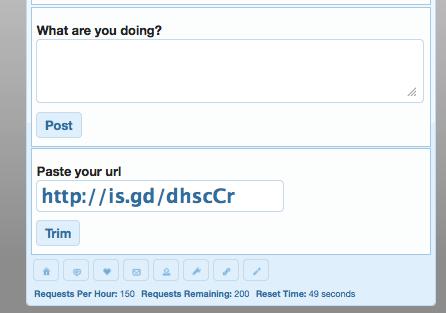 What are you doing?
Post
Paste your url
http://is.gd/dhscCr
Trim
Requests Per Hour: 150 Requests Remaining: 200 Reset Time: 49 seconds